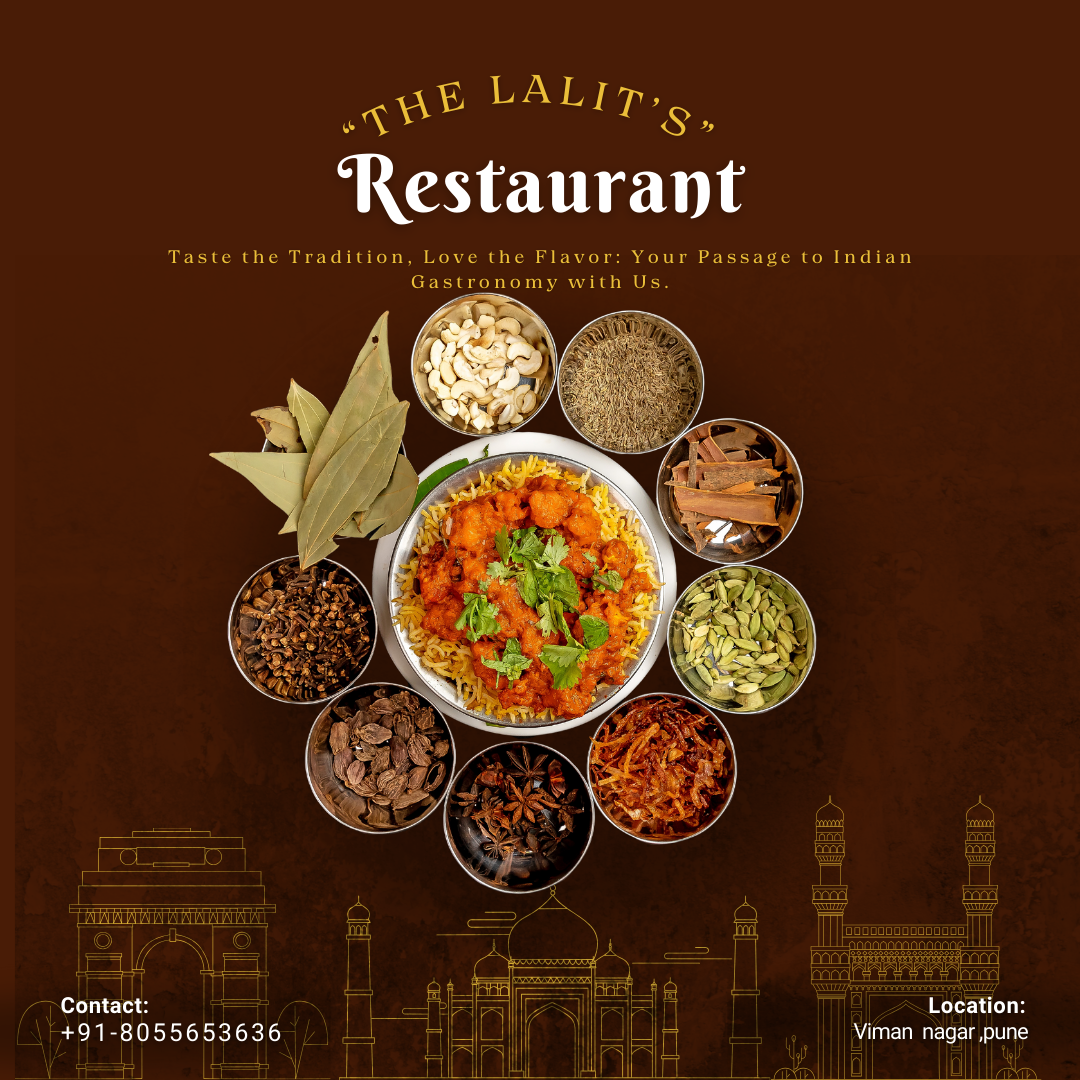 “THE LALIT’S”
Restaurant
Taste the Tradition, Love the Flavor: Your Passage to Indian
Gastronomy with Us.
Contact:
+91-8055653636
Location:
Viman nagar ,pune